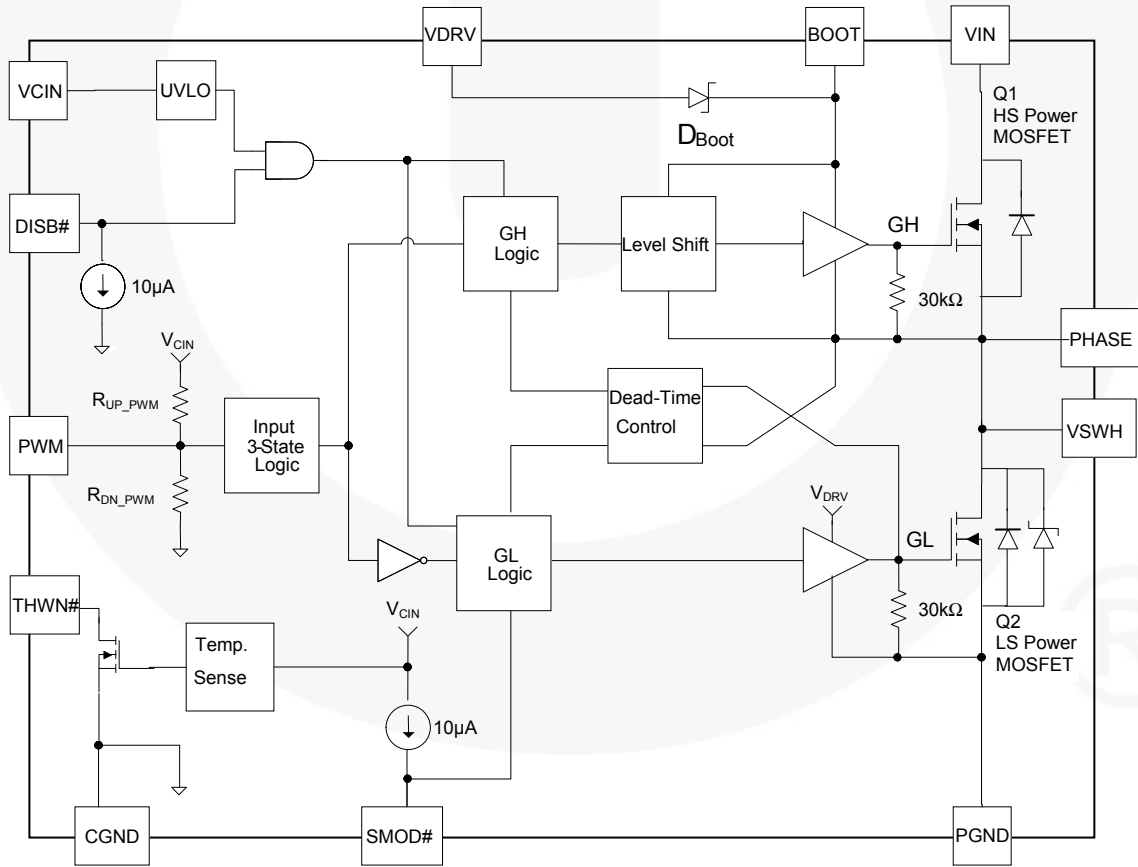 VDRV
BOOT
VIN
VCIN
UVLO
Q1
HS Power
MOSFET
DBoot
DISB#
GH
Logic
Level Shift
GH
10µA
30kΩ
VCIN
PHASE
RUP_PWM
Dead-Time
Control
PWM
Input
3-State
Logic
VSWH
RDN_PWM
VDRV
GL
Logic
GL
THWN#
30kΩ
VCIN
Temp.
Sense
Q2
LS Power
MOSFET
10µA
CGND
SMOD#
PGND
®